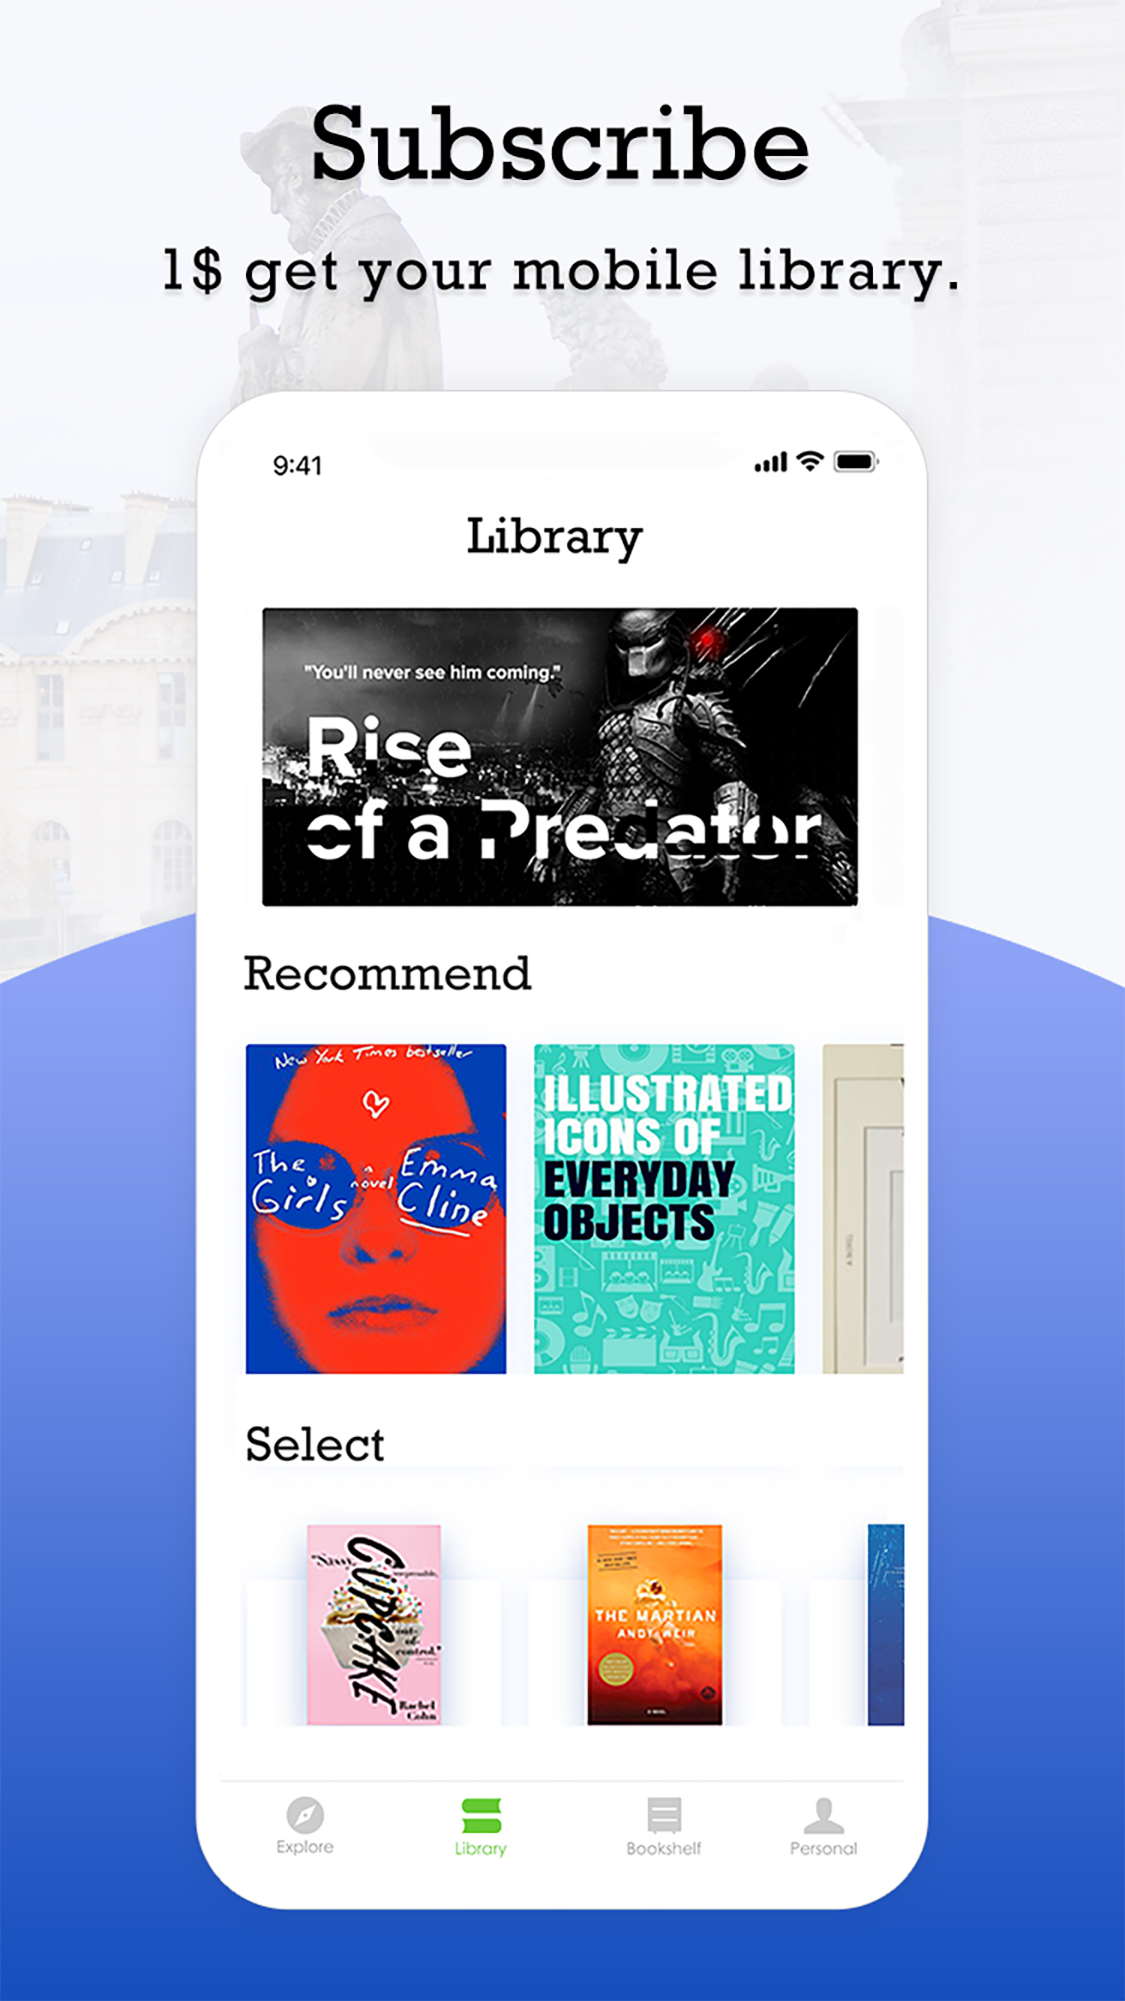 Subscribe
1$ get your mobile library.
9:41
Library
"You'll never see him coming."
Rise
of a Predator
Recommend
New York Times bestseller
The Girls
a novel
Emma Cline
ILLUSTRATED
ICONS OF
EVERYDAY
OBJECTS
Select
"Sassy,
irrepressible,
CUPCAKE
out-
of-
control."
Rachel
Cohn
THE MARTIAN
ANDY WEIR
A NOVEL
Explore
Library
Bookshelf
Personal